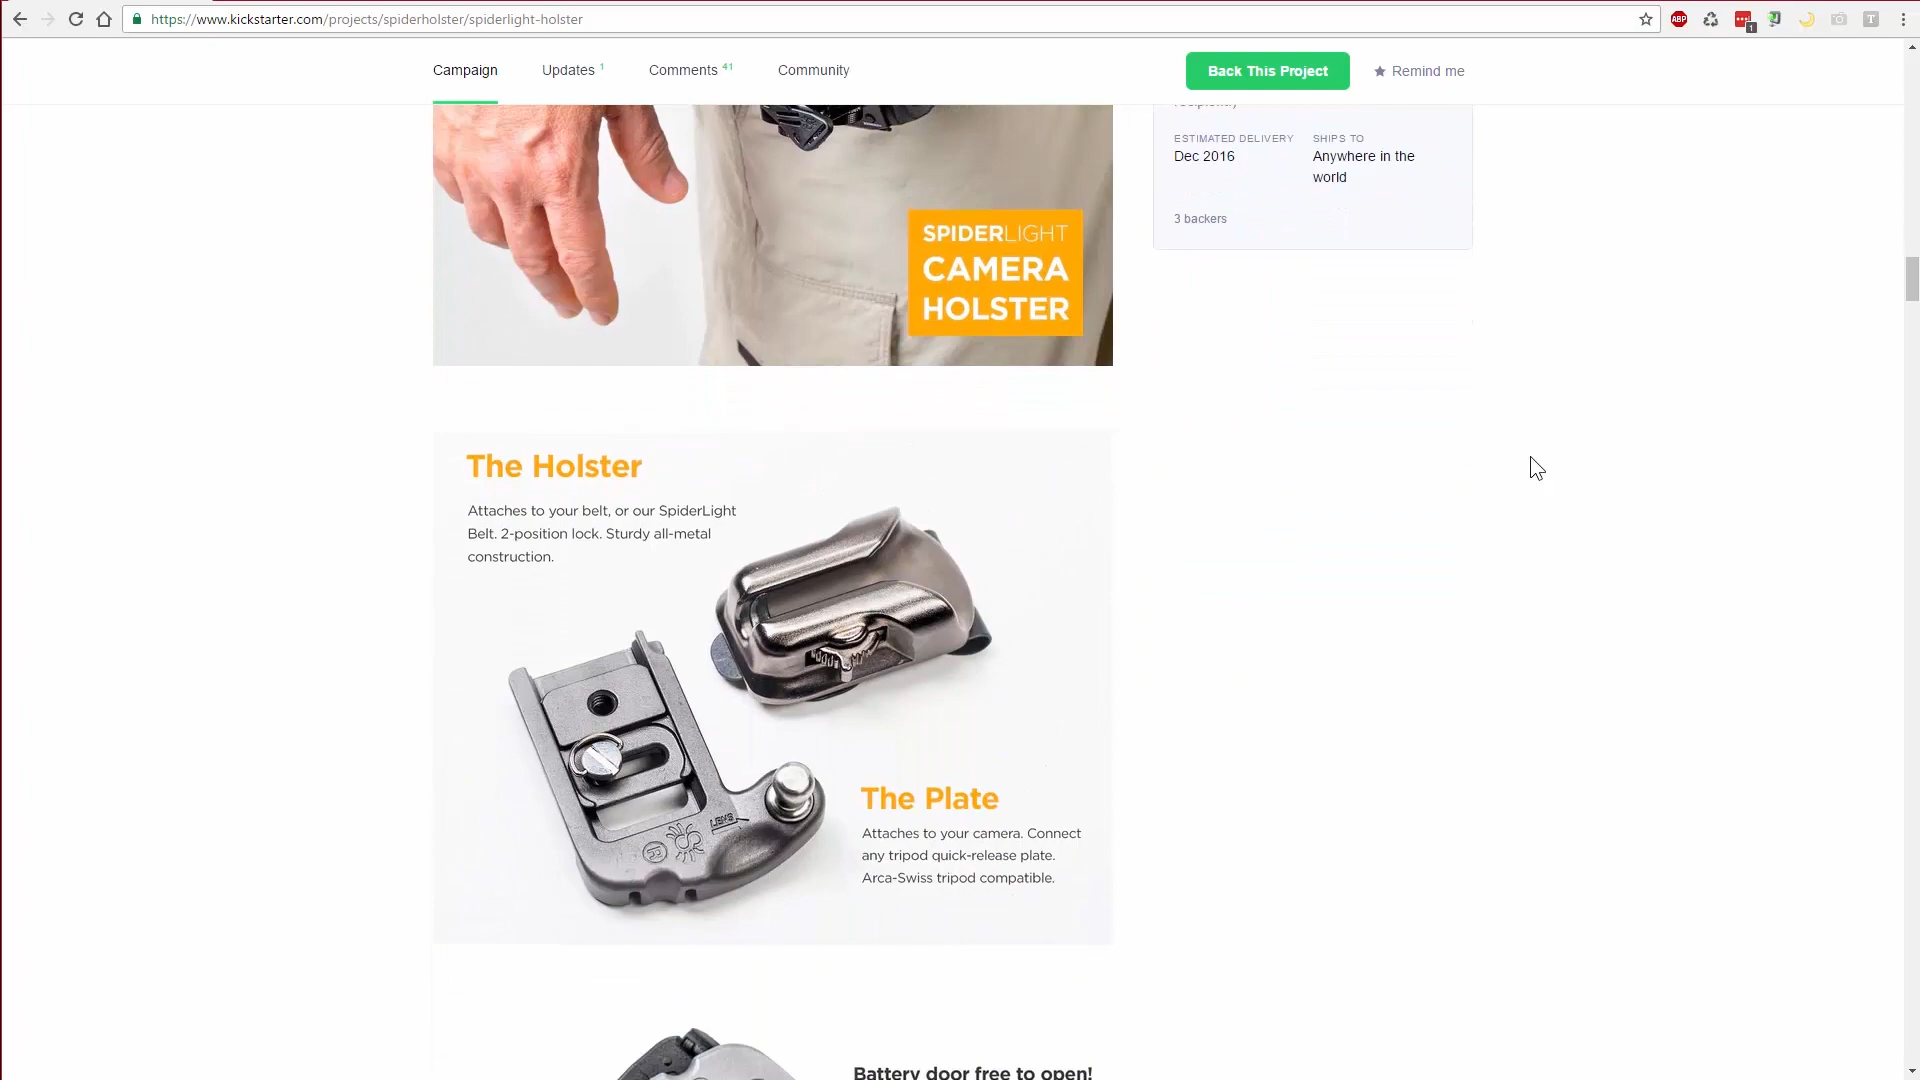 https://www.kickstarter.com/projects/spiderholster/spiderlight-holster
ABP
1
T
Campaign
Updates 1
Comments 41
Community
Back This Project
Remind me
ESTIMATED DELIVERY
Dec 2016
SHIPS TO
Anywhere in the
world
3 backers
SPIDERLIGHT
CAMERA
HOLSTER
The Holster
Attaches to your belt, or our SpiderLight
Belt. 2-position lock. Sturdy all-metal
construction.
LENS
The Plate
Attaches to your camera. Connect
any tripod quick-release plate.
Arca-Swiss tripod compatible.
Battery door free to open!